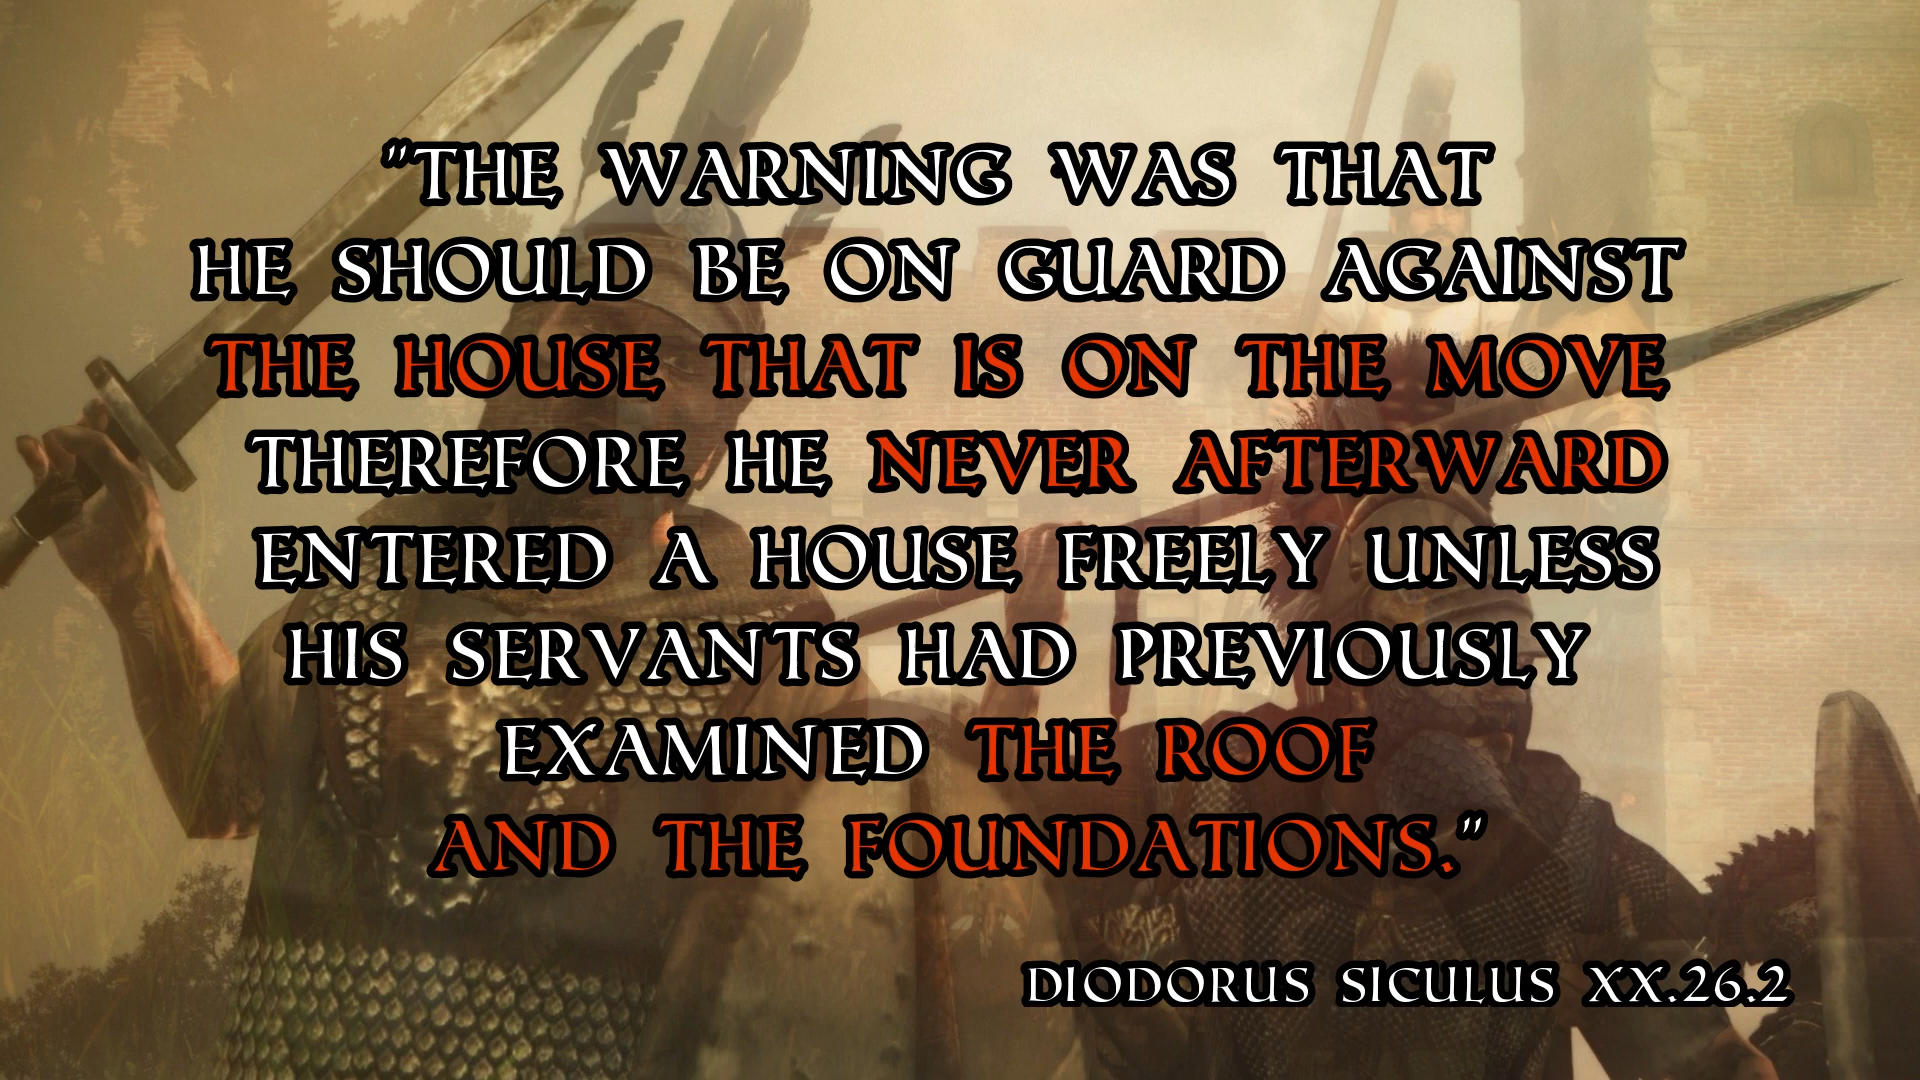 "THE WARNING WAS THAT
HE SHOULD BE ON GUARD AGAINST
THE HOUSE THAT IS ON THE MOVE
THEREFORE HE NEVER AFTERWARD
ENTERED A HOUSE FREELY UNLESS
HIS SERVANTS HAD PREVIOUSLY
EXAMINED THE ROOF
AND THE FOUNDATIONS."
DIODORUS SICULUS XX.26.2